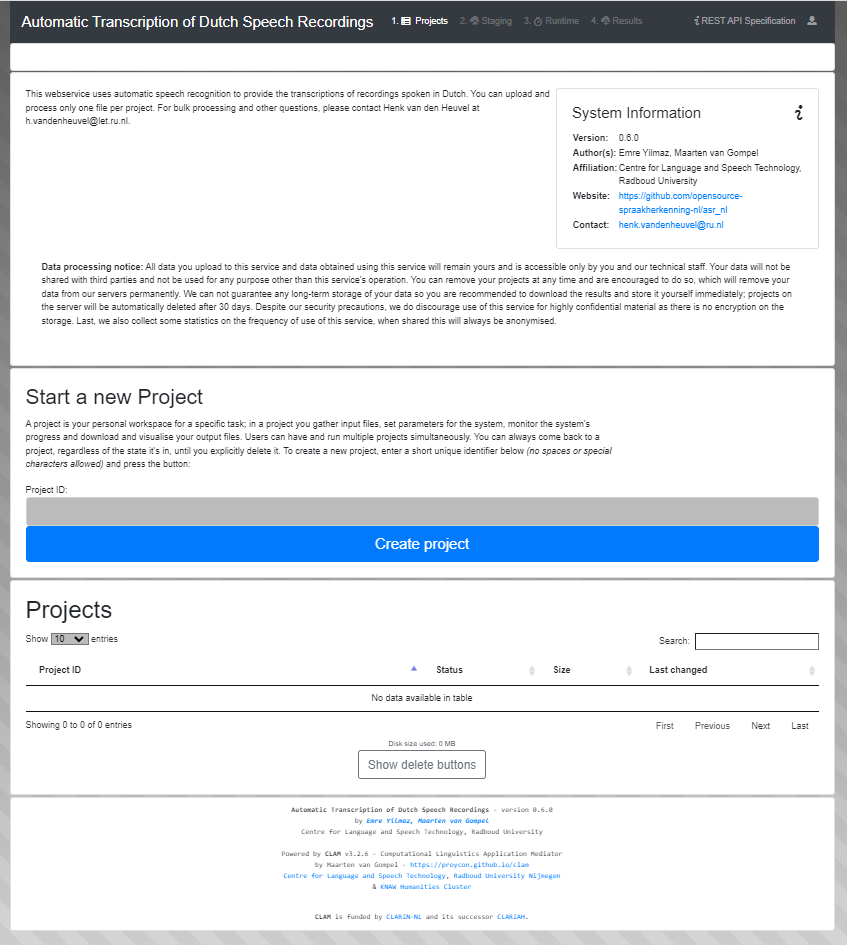 Automatic Transcription of Dutch Speech Recordings 1. Projects 2. Staging 3. Runtime 4. Results REST API Specification
This webservice uses automatic speech recognition to provide the transcriptions of recordings spoken in Dutch. You can upload and
process only one file per project. For bulk processing and other questions, please contact Henk van den Heuvel at
h.vandenheuvel@let.ru.nl.
System Information
Version: 0.6.0
Author(s): Emre Yilmaz, Maarten van Gompel
Affiliation: Centre for Language and Speech Technology,
Radboud University
Website: https://github.com/opensource-
spraakherkenning-nl/asr_nl
Contact: henk.vandenheuvel@ru.nl
Data processing notice: All data you upload to this service and data obtained using this service will remain yours and is accessible only by you and our technical staff. Your data will not be
shared with third parties and not be used for any purpose other than this service's operation. You can remove your projects at any time and are encouraged to do so, which will remove your
data from our servers permanently. We can not guarantee any long-term storage of your data so you are recommended to download the results and store it yourself immediately; projects on
the server will be automatically deleted after 30 days. Despite our security precautions, we do discourage use of this service for highly confidential material as there is no encryption on the
storage. Last, we also collect some statistics on the frequency of use of this service, when shared this will always be anonymised.
Start a new Project
A project is your personal workspace for a specific task; in a project you gather input files, set parameters for the system, monitor the system's
progress and download and visualise your output files. Users can have and run multiple projects simultaneously. You can always come back to a
project, regardless of the state it's in, until you explicitly delete it. To create a new project, enter a short unique identifier below (no spaces or special
characters allowed) and press the button:
Project ID:
Create project
Projects
Show 10 entries
Search:
Project ID Status Size Last changed
No data available in table
Showing 0 to 0 of 0 entries
First Previous Next Last
Disk size used: 0 MB
Show delete buttons
Automatic Transcription of Dutch Speech Recordings - version 0.6.0
by Emre Yilmaz, Maarten van Gompel
Centre for Language and Speech Technology, Radboud University
Powered by CLAM v3.2.6 - Computational Linguistics Application Mediator
by Maarten van Gompel - https://proycon.github.io/clam
Centre for Language and Speech Technology, Radboud University Nijmegen
& KNAW Humanities Cluster
CLAM is funded by CLARIN-NL and its successor CLARIAH.